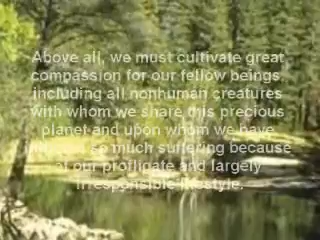 Above all, we must cultivate great
compassion for our fellow beings,
including all nonhuman creatures
with whom we share this precious
planet and upon whom we have
inflicted so much suffering because
of our profligate and largely
irresponsible lifestyle.